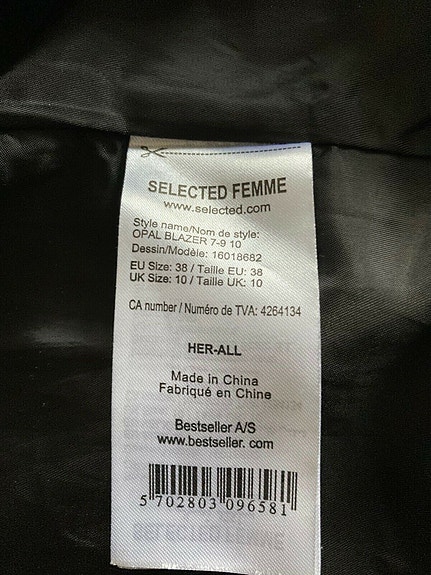 SELECTED FEMME
www.selected.com
Style name/Nom de style:
OPAL BLAZER 7-9 10
Dessin/Modèle: 16018682
EU Size: 38 / Taille EU: 38
UK Size: 10 / Taille UK: 10
CA number / Numéro de TVA: 4264134
HER-ALL
Made in China
Fabriqué en Chine
Bestseller A/S
www.bestseller. com
5 702803 096581